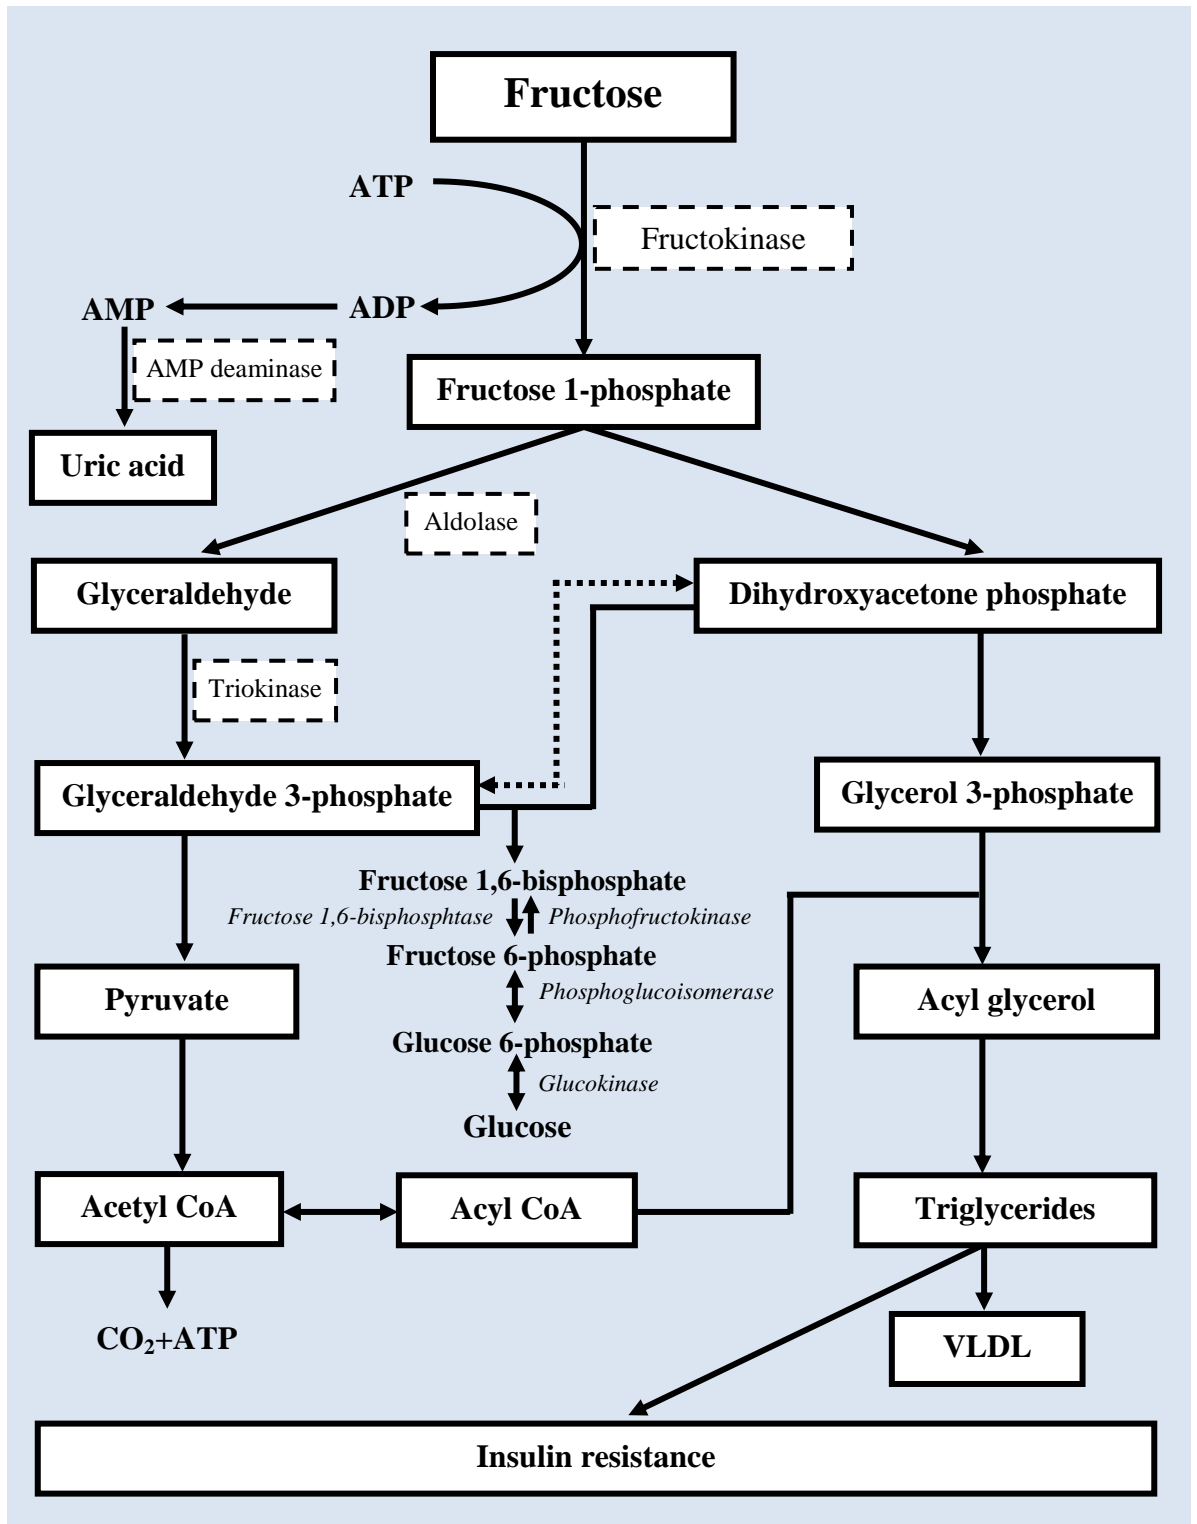 Fructose
ATP
Fructokinase
AMP
ADP
AMP deaminase
Fructose 1-phosphate
Uric acid
Aldolase
Glyceraldehyde
Dihydroxyacetone phosphate
Triokinase
Glyceraldehyde 3-phosphate
Glycerol 3-phosphate
Fructose 1,6-bisphosphate
Fructose 1,6-bisphosphtase
Phosphofructokinase
Fructose 6-phosphate
Phosphoglucoisomerase
Pyruvate
Acyl glycerol
Glucose 6-phosphate
Glucokinase
Glucose
Acetyl CoA
Acyl CoA
Triglycerides
CO₂+ATP
VLDL
Insulin resistance